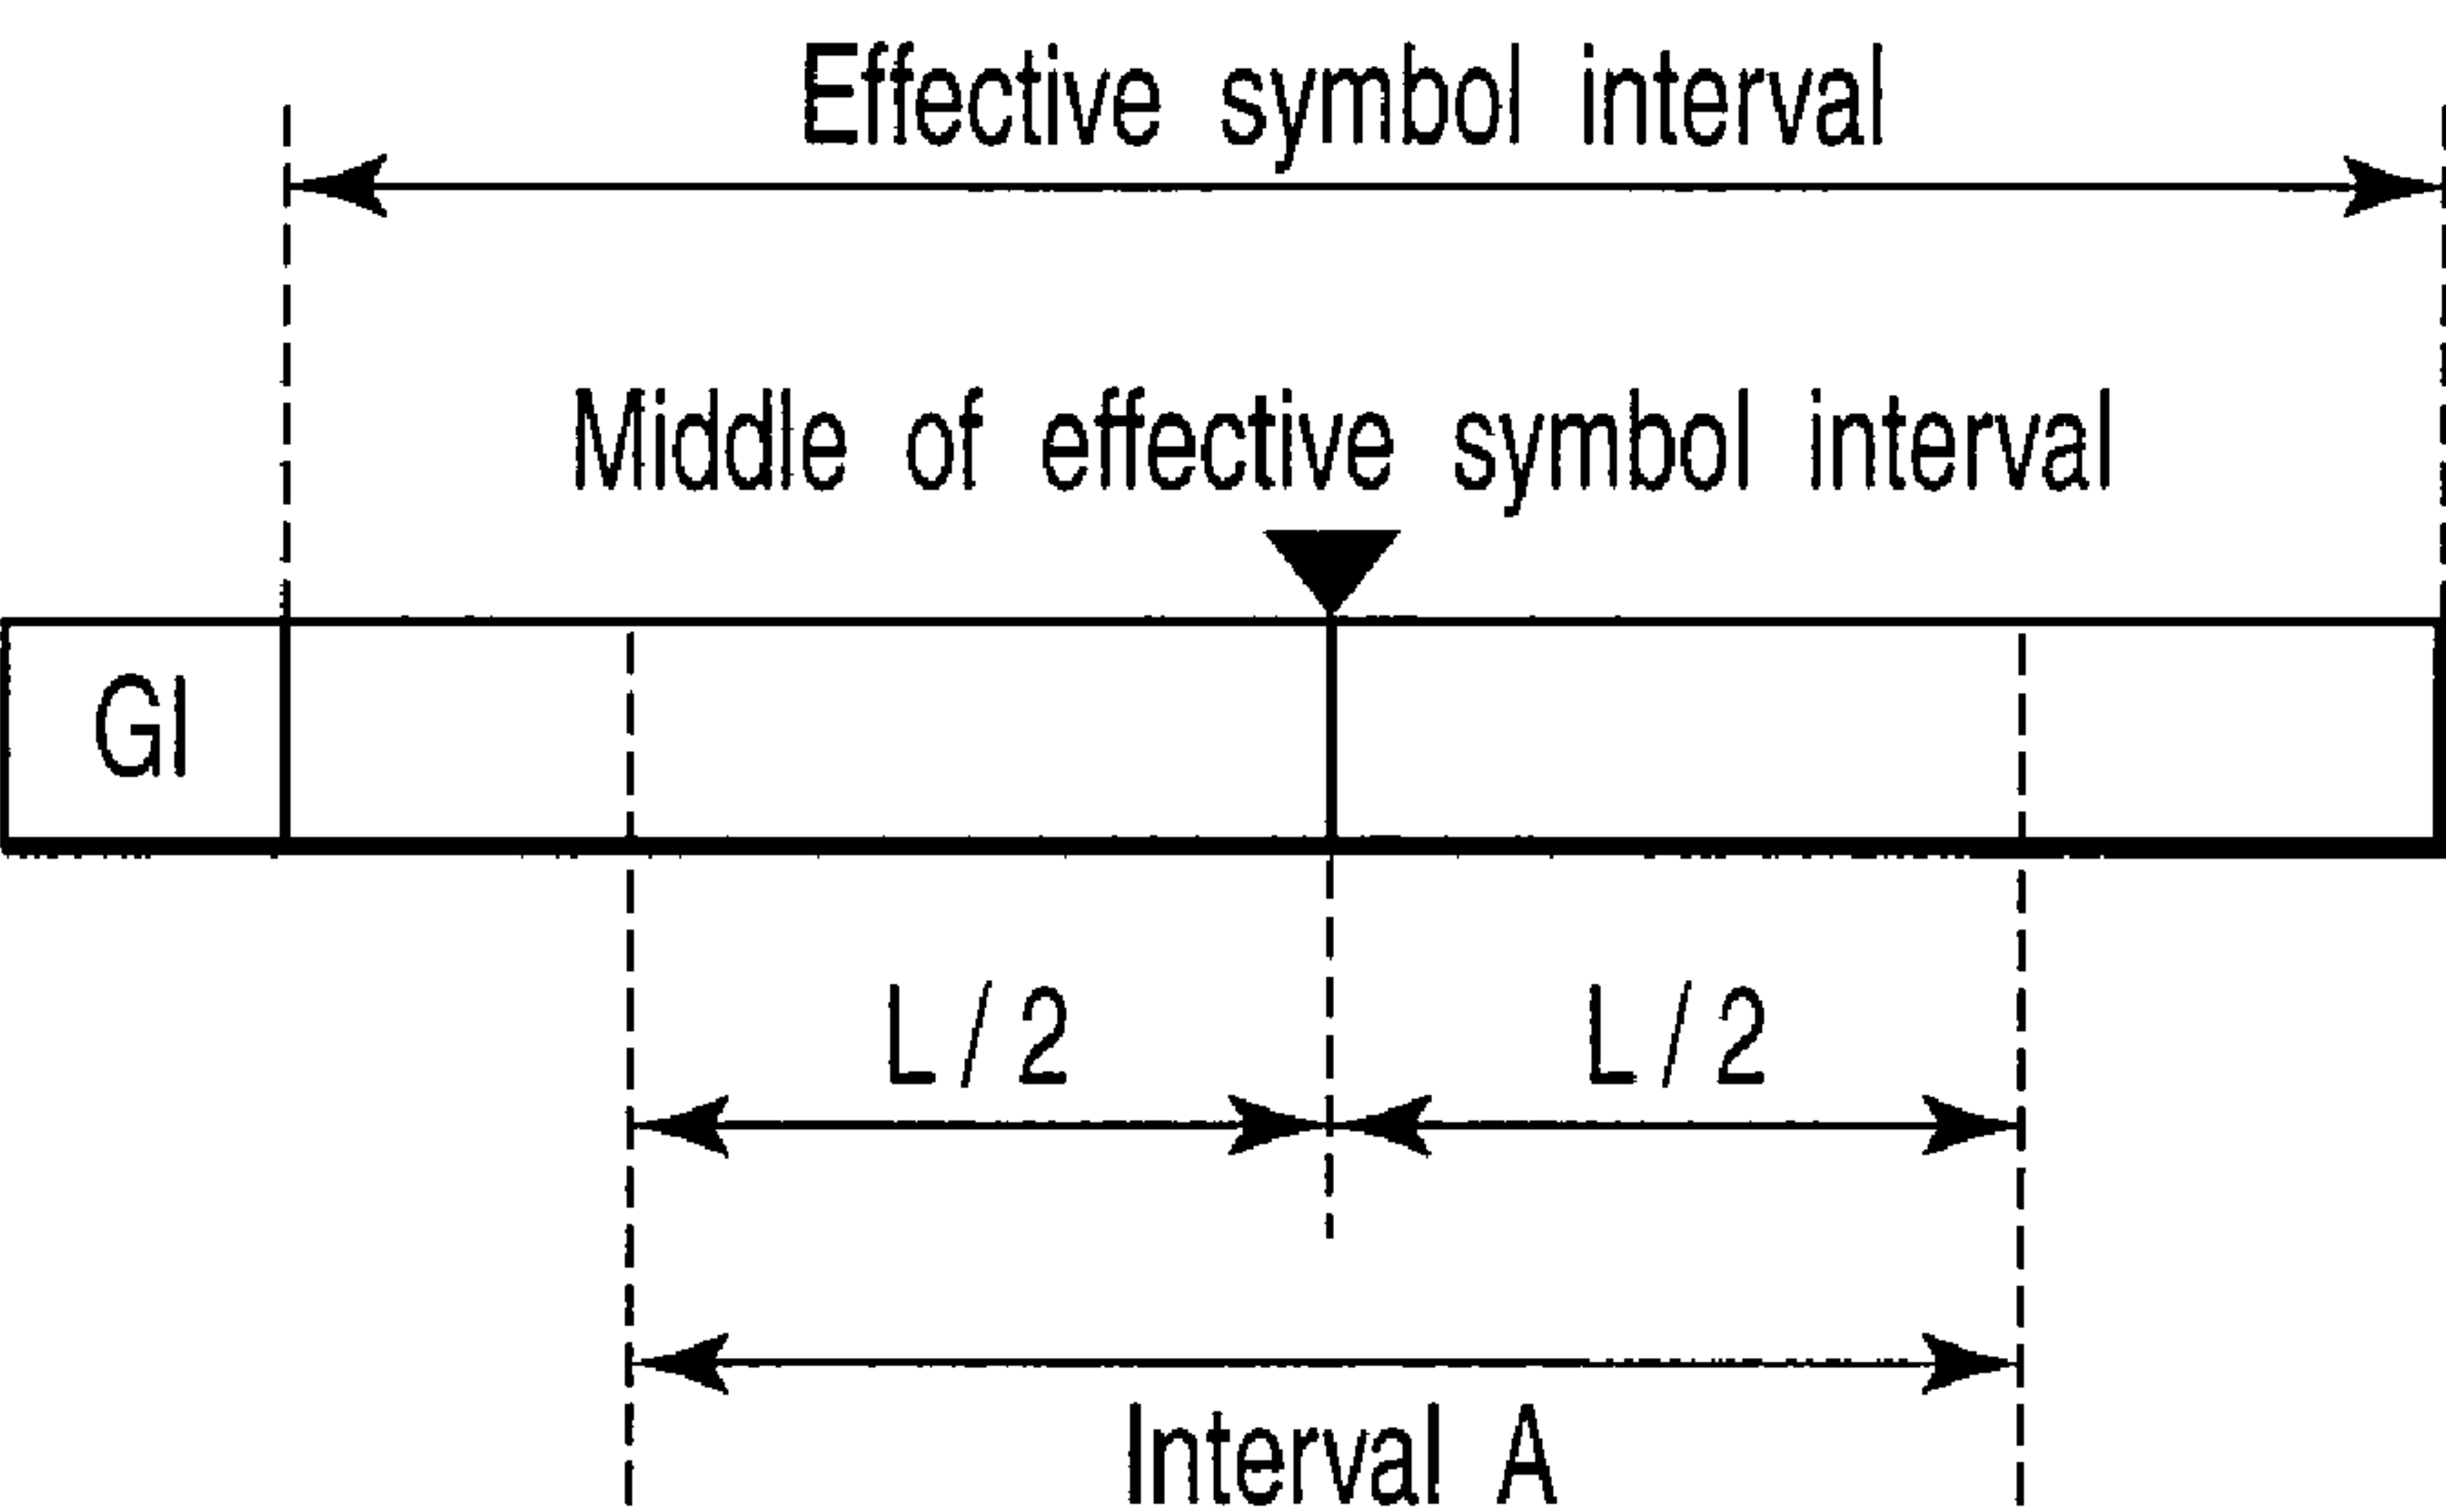 Effective symbol interval
Middle of effective symbol interval
GI
L/2 L/2
Interval A